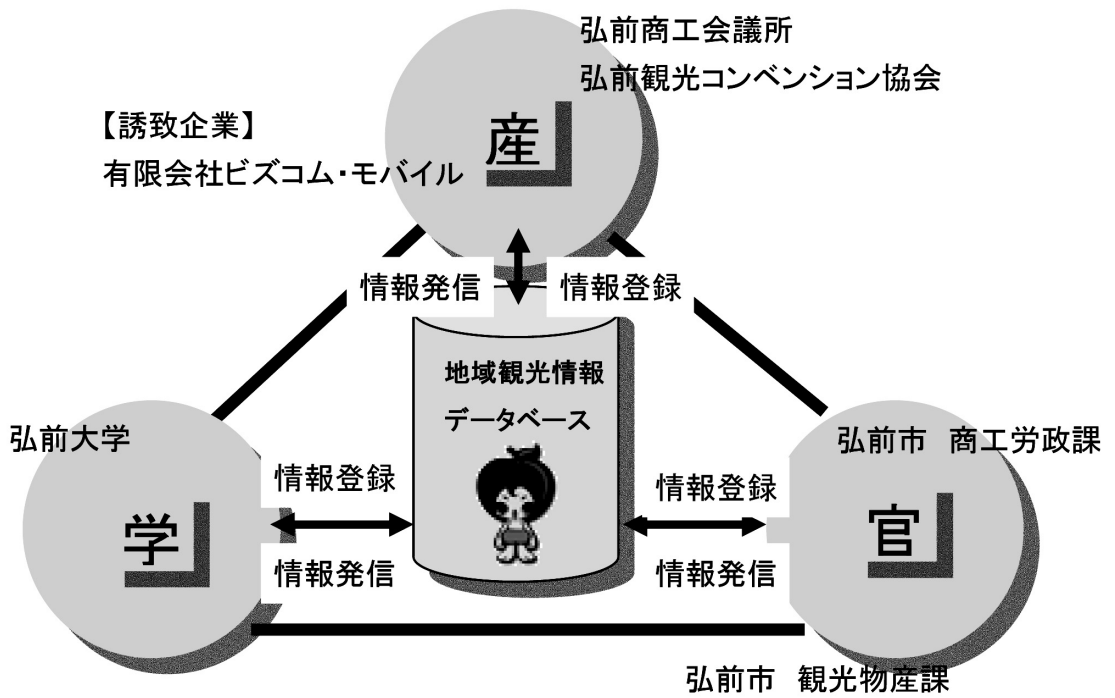 弘前商工会議所
弘前観光コンベンション協会
【誘致企業】
有限会社ビズコム・モバイル
産
情報発信
情報登録
地域観光情報
データベース
弘前大学
学
情報登録
情報発信
弘前市 商工労政課
官
情報登録
情報発信
弘前市 観光物産課